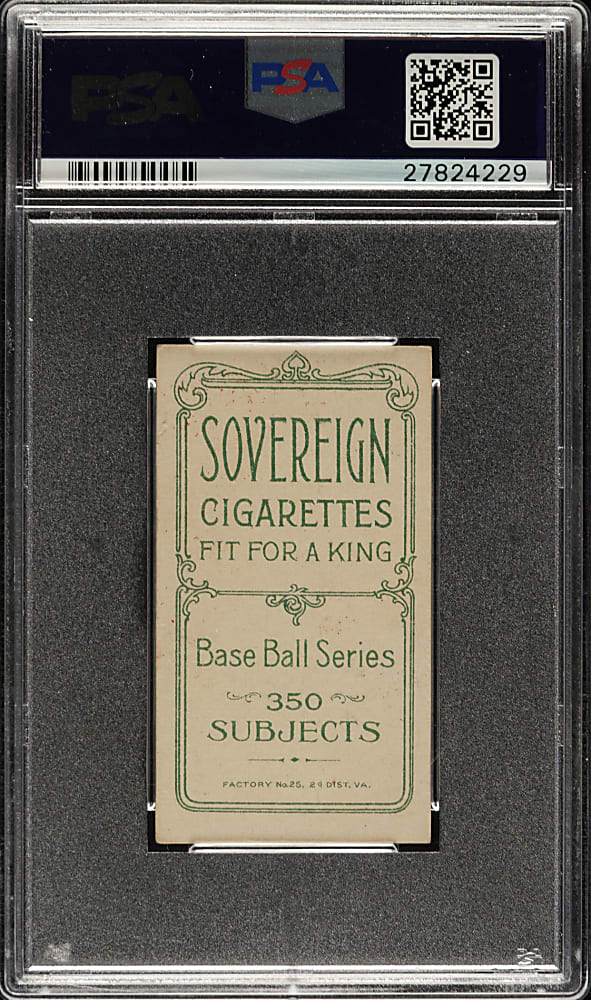 PSA
PSA
27824229
SOVEREIGN
CIGARETTES
FIT FOR A KING
Base Ball Series
350
SUBJECTS
FACTORY No.25, 2d DIST. VA.